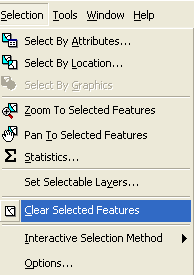 Selection Tools Window Help
Select By Attributes...
Select By Location...
Select By Graphics
Zoom To Selected Features
Pan To Selected Features
Σ Statistics...
Set Selectable Layers...
Clear Selected Features
Interactive Selection Method
Options...